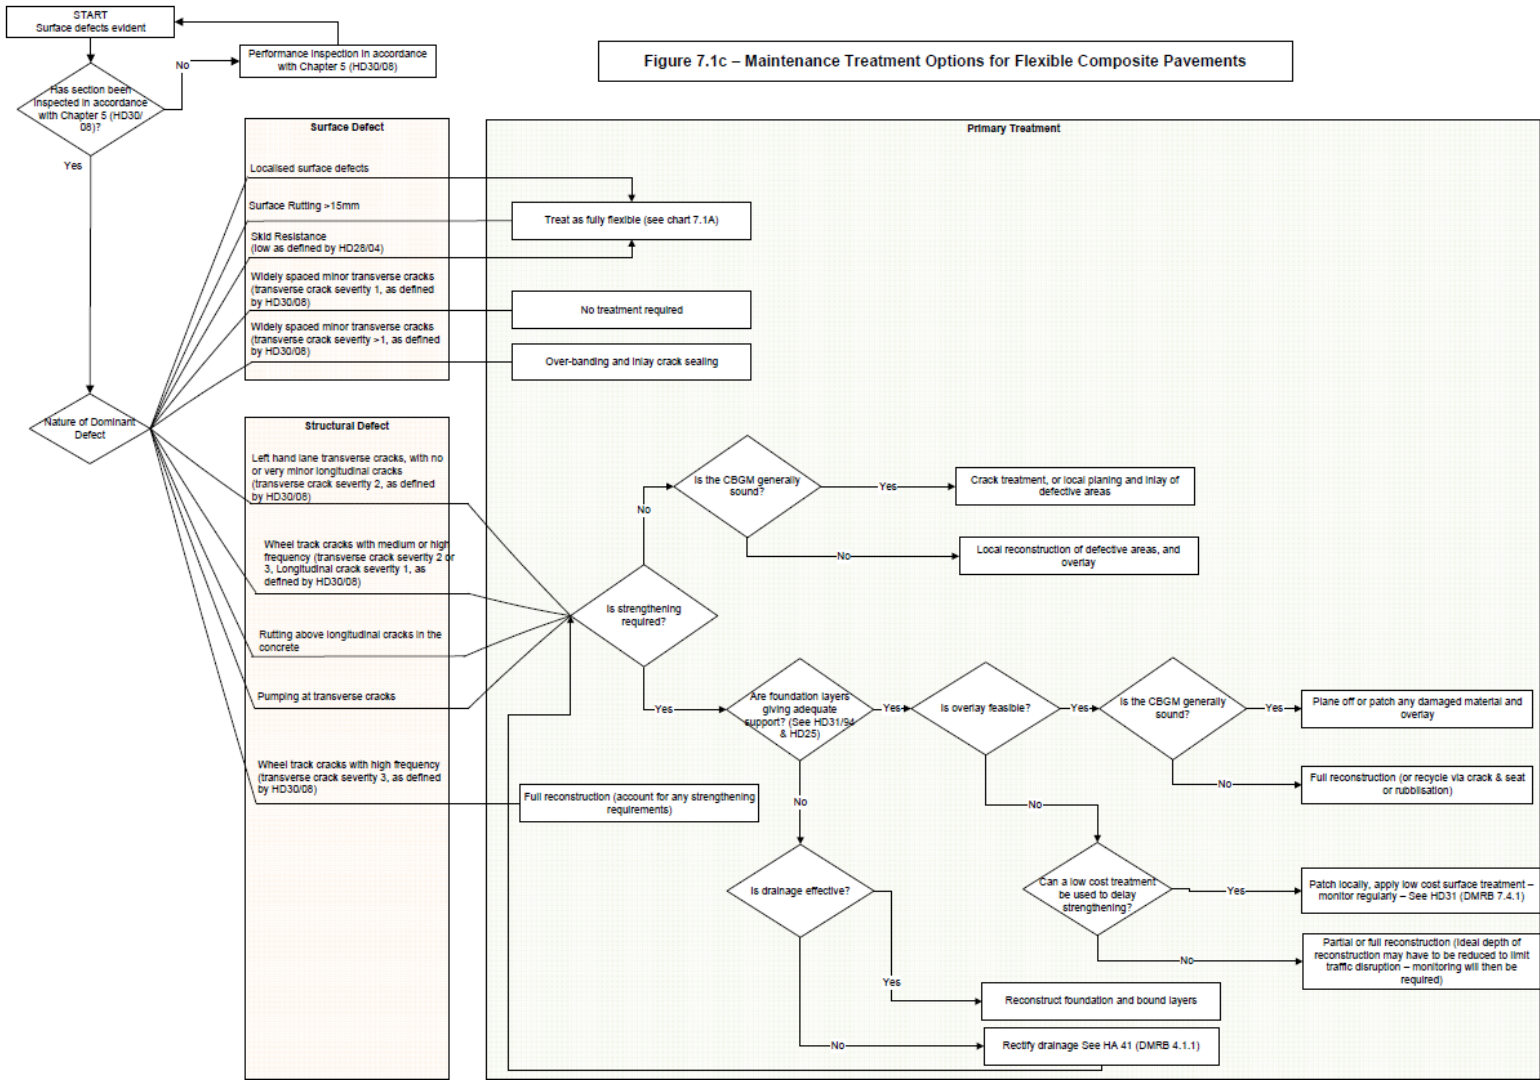 START
Surface defects evident
Performance Inspection in accordance
with Chapter 5 (HD30/08)
No
Figure 7.1c – Maintenance Treatment Options for Flexible Composite Pavements
Has section been
inspected in accordance
with Chapter 5 (HD30/
08)?
Yes
Surface Defect
Primary Treatment
Localised surface defects
Surface Rutting >15mm
Treat as fully flexible (see chart 7.1A)
Skid Resistance
(low as defined by HD28/04)
Widely spaced minor transverse cracks
(transverse crack severity 1, as defined
by HD30/08)
No treatment required
Widely spaced minor transverse cracks
(transverse crack severity >1, as defined
by HD30/08)
Over-banding and inlay crack sealing
Nature of Dominant
Defect
Structural Defect
Left hand lane transverse cracks, with no
or very minor longitudinal cracks
(transverse crack severity 2, as defined
by HD30/08)
Is the CBGM generally
sound?
Yes
Crack treatment, or local planing and inlay of
defective areas
No
No
Local reconstruction of defective areas, and
overlay
Wheel track cracks with medium or high
frequency (transverse crack severity 2 or
3, Longitudinal crack severity 1, as
defined by HD30/08)
Is strengthening
required?
Rutting above longitudinal cracks in the
concrete
Pumping at transverse cracks
Yes
Are foundation layers
giving adequate
support? (See HD31/94
& HD25)
Yes
Is overlay feasible?
Yes
Is the CBGM generally
sound?
Yes
Plane off or patch any damaged material and
overlay
Wheel track cracks with high frequency
(transverse crack severity 3, as defined
by HD30/08)
Full reconstruction (account for any strengthening
requirements)
No
No
No
Full reconstruction (or recycle via crack & seat
or rubblisation)
Is drainage effective?
Can a low cost treatment
be used to delay
strengthening?
Yes
Patch locally, apply low cost surface treatment –
monitor regularly – See HD31 (DMRB 7.4.1)
No
Partial or full reconstruction (Ideal depth of
reconstruction may have to be reduced to limit
traffic disruption – monitoring will then be
required)
Yes
Reconstruct foundation and bound layers
No
Rectify drainage See HA 41 (DMRB 4.1.1)